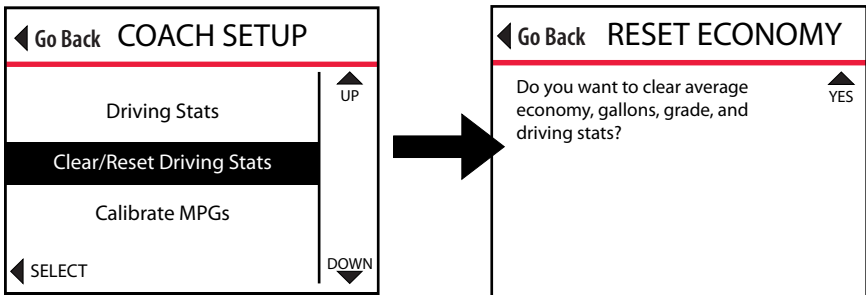 Go Back COACH SETUP
UP
Driving Stats
Clear/Reset Driving Stats
Calibrate MPGs
SELECT
DOWN
Go Back RESET ECONOMY
Do you want to clear average
economy, gallons, grade, and
driving stats?
YES